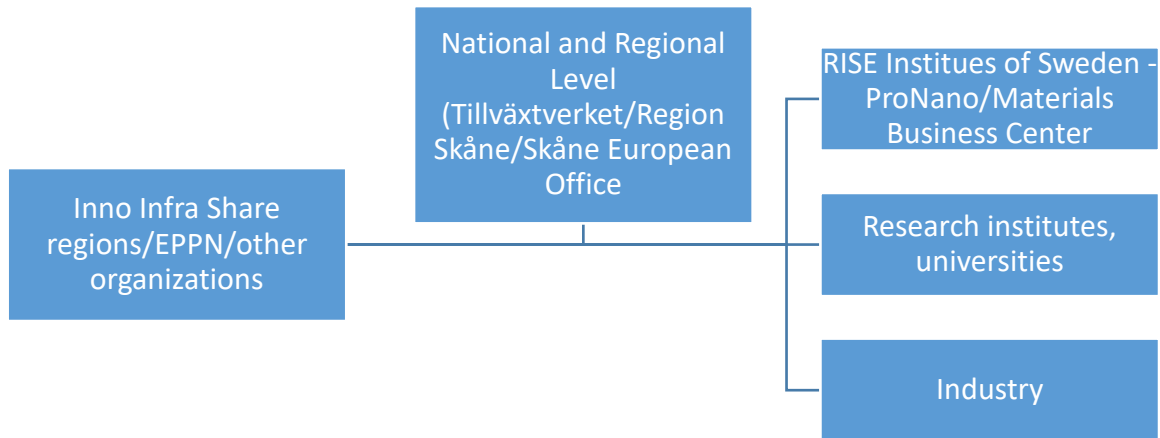 National and Regional
Level
(Tillväxtverket/Region
Skåne/Skåne European
Office
Inno Infra Share
regions/EPPN/other
organizations
RISE Institues of Sweden -
ProNano/Materials
Business Center
Research institutes,
universities
Industry